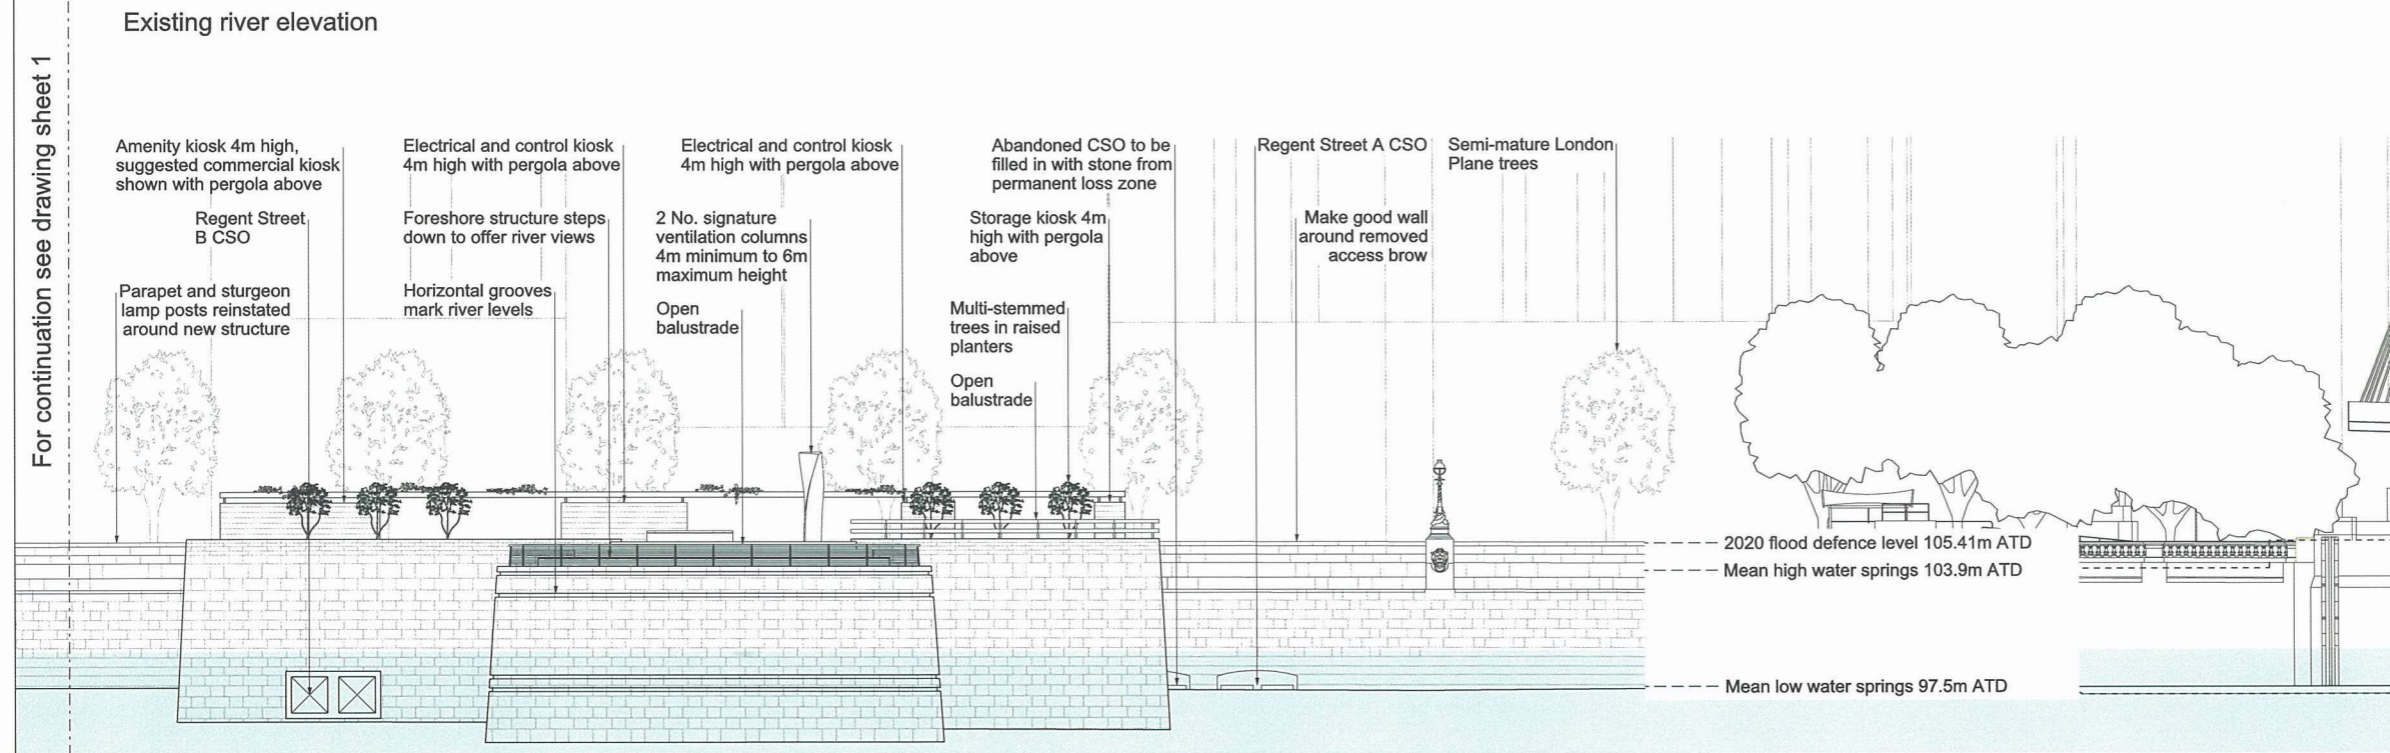 Existing river elevation
For continuation see drawing sheet 1
Amenity kiosk 4m high,
suggested commercial kiosk
shown with pergola above
Regent Street
B CSO
Parapet and sturgeon
lamp posts reinstated
around new structure
Electrical and control kiosk
4m high with pergola above
Foreshore structure steps
down to offer river views
Horizontal grooves
mark river levels
Electrical and control kiosk
4m high with pergola above
2 No. signature
ventilation columns
4m minimum to 6m
maximum height
Open
balustrade
Abandoned CSO to be
filled in with stone from
permanent loss zone
Storage kiosk 4m
high with pergola
above
Multi-stemmed
trees in raised
planters
Open
balustrade
Regent Street A CSO
Make good wall
around removed
access brow
Semi-mature London
Plane trees
2020 flood defence level 105.41m ATD
Mean high water springs 103.9m ATD
Mean low water springs 97.5m ATD